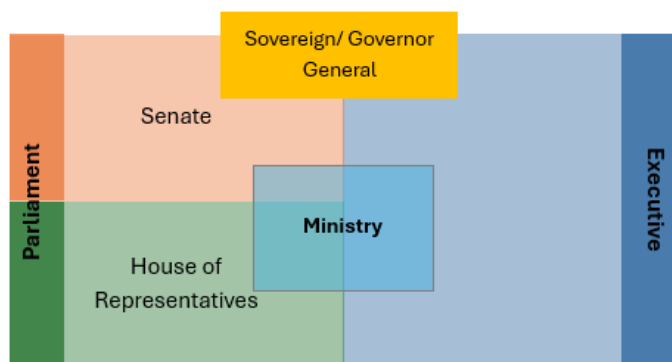 Sovereign/ Governor
General
Senate
Parliament
Executive
Ministry
House of
Representatives